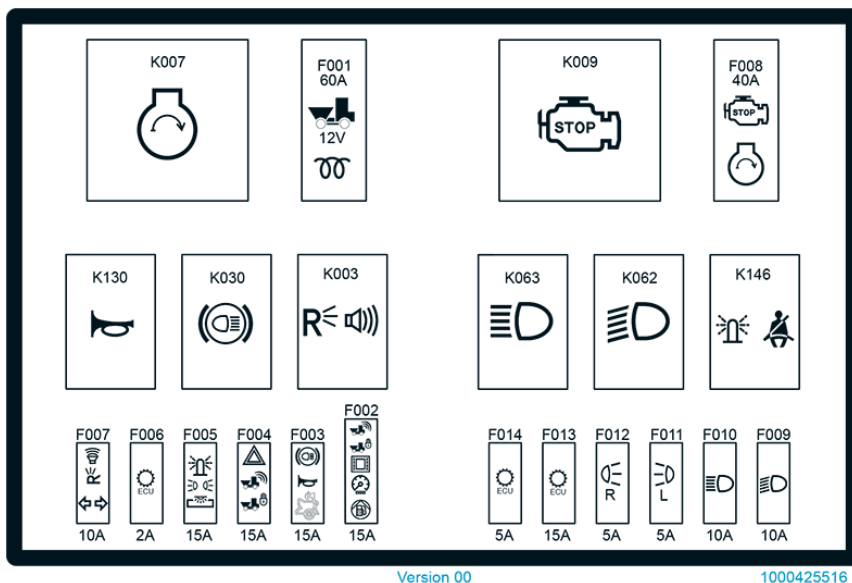 K007
F001
60A
12V
K009
STOP
F008
40A
STOP
K130
K030
K003
R
K063
K062
K146
F007
R
10A
F006
ECU
2A
F005
15A
F004
15A
F003
15A
F002
15A
F014
ECU
5A
F013
ECU
15A
F012
R
5A
F011
L
5A
F010
10A
F009
10A
Version 00
1000425516